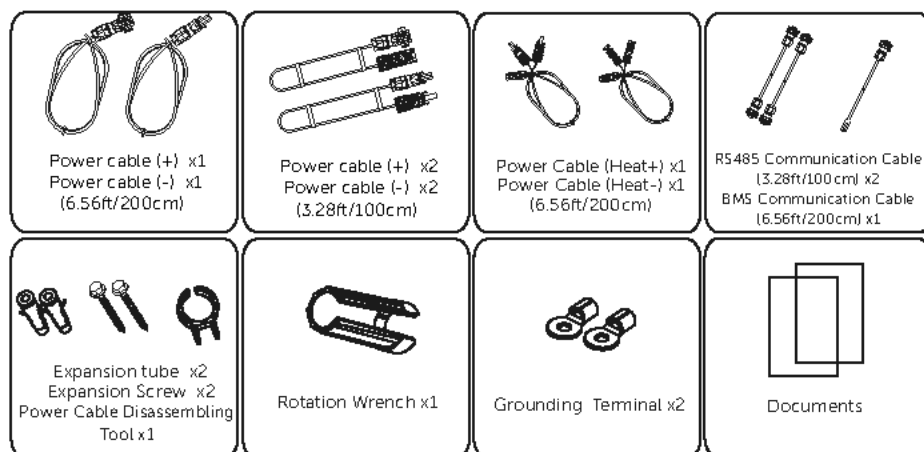 Power cable (+) x1
Power cable (-) x1
(6.56ft/200cm)
Power cable (+) x2
Power cable (-) x2
(3.28ft/100cm)
Power Cable (Heat+) x1
Power Cable (Heat-) x1
(6.56ft/200cm)
RS485 Communication Cable
(3.28ft/100cm) x2
BMS Communication Cable
(6.56ft/200cm) x1
Expansion tube x2
Expansion Screw x2
Power Cable Disassembling
Tool x1
Rotation Wrench x1
Grounding Terminal x2
Documents